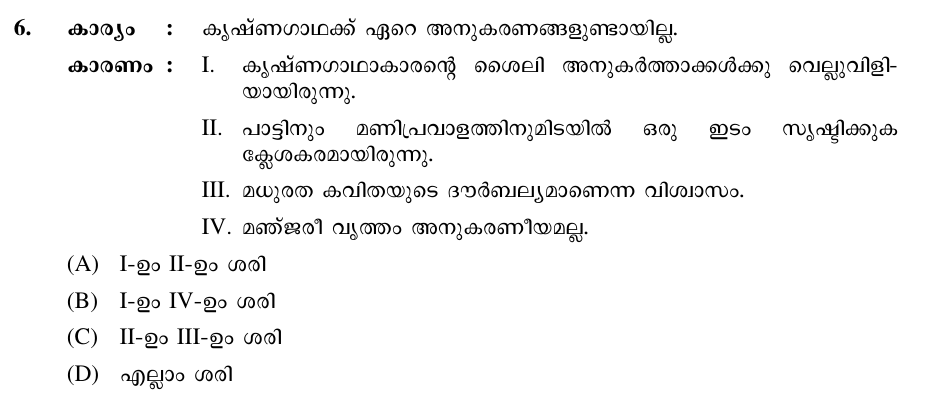 6. കാര്യം : കൃഷ്ണഗാഥക്ക് ഏറെ അനുകരണങ്ങളുണ്ടായില്ല.
കാരണം : I. കൃഷ്ണഗാഥാകാരന്റെ ശൈലി അനുകർത്താക്കൾക്കു വെല്ലുവിളി-
യായിരുന്നു.
II. പാട്ടിനും മണിപ്രവാളത്തിനുമിടയിൽ ഒരു ഇടം സൃഷ്ടിക്കുക
ക്ലേശകരമായിരുന്നു.
III. മധുരത കവിതയുടെ ദൗർബല്യമാണെന്ന വിശ്വാസം.
IV. മഞ്ജരീ വൃത്തം അനുകരണീയമല്ല.
(A) I-ഉം II-ഉം ശരി
(B) I-ഉം IV-ഉം ശരി
(C) II-ഉം III-ഉം ശരി
(D) എല്ലാം ശരി